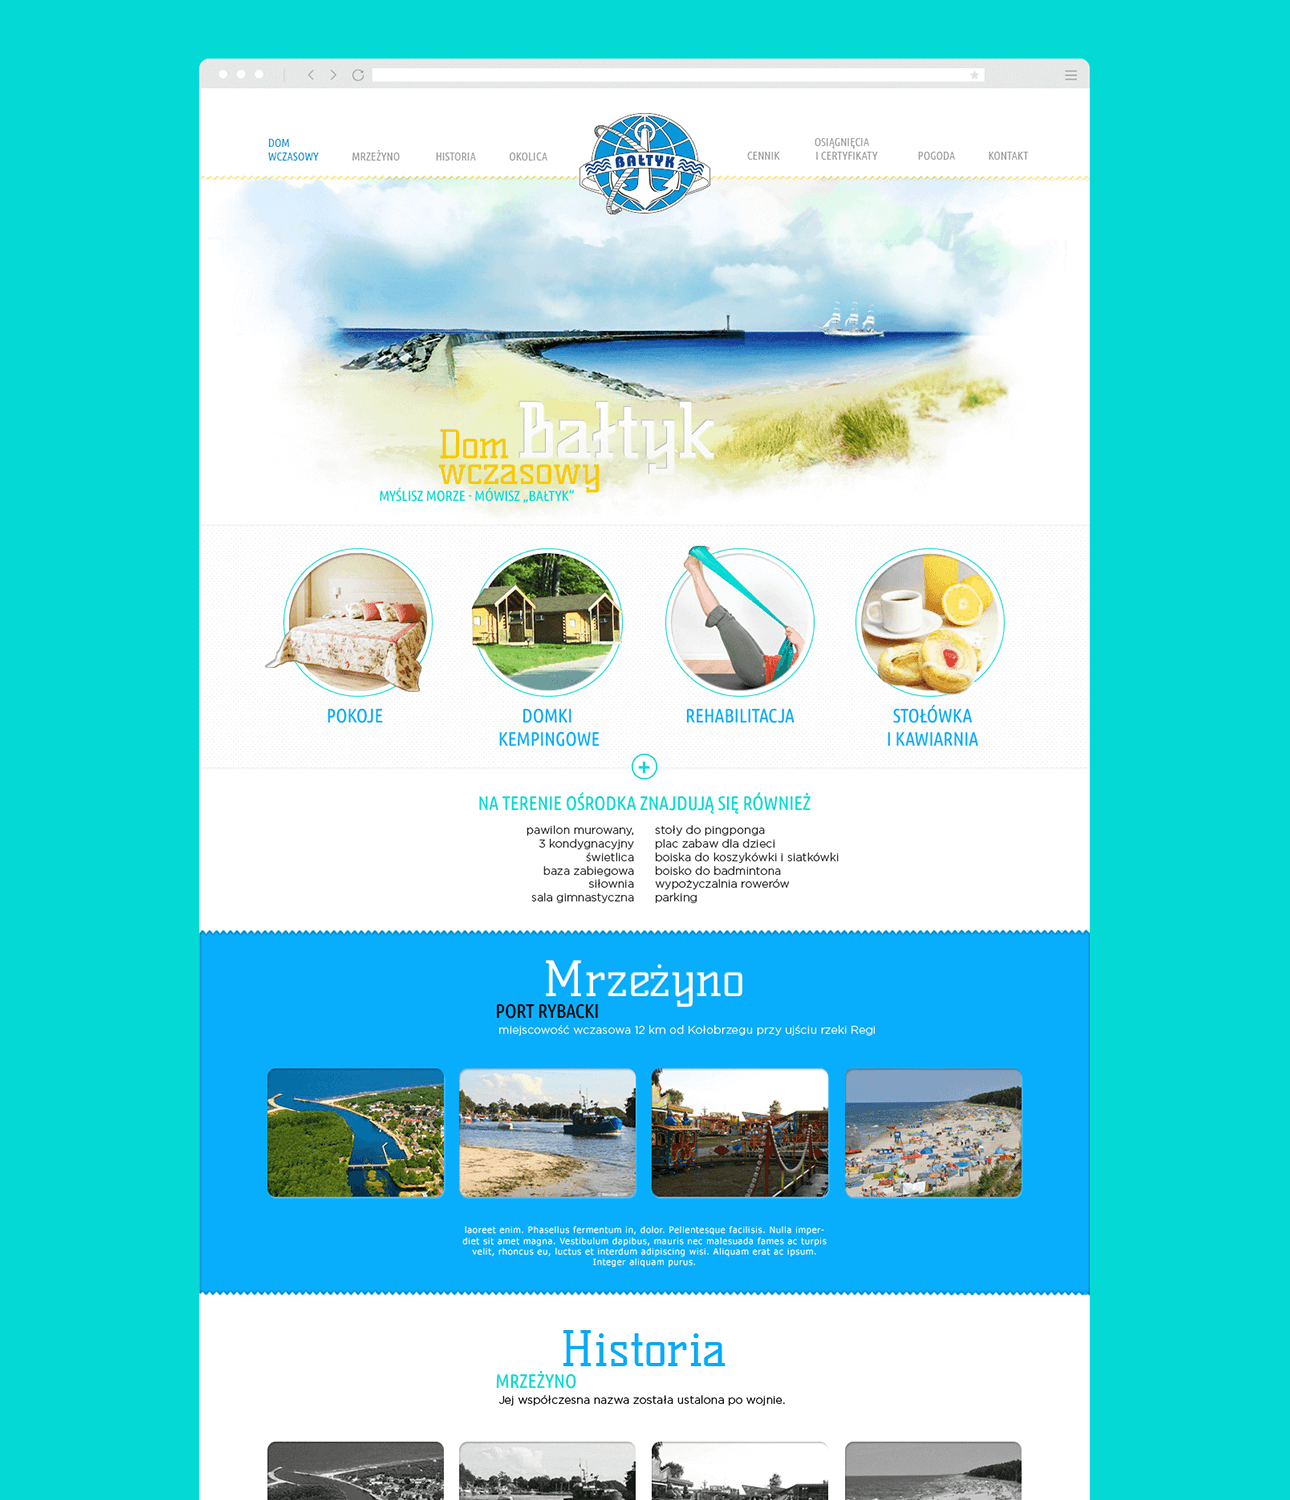 DOM
WCZASOWY
MRZEŻYNO
HISTORIA
OKOLICA
BAŁTYK
CENNIK
OSIĄGNIĘCIA
I CERTYFIKATY
POGODA
KONTAKT
Dom Bałtyk
wczasowy
MYŚLISZ MORZE - MÓWISZ „BAŁTYK”
POKOJE
DOMKI
KEMPINGOWE
REHABILITACJA
STOŁÓWKA
I KAWIARNIA
NA TERENIE OŚRODKA ZNAJDUJĄ SIĘ RÓWNIEŻ
pawilon murowany,
3 kondygnacyjny
świetlica
baza zabiegowa
siłownia
sala gimnastyczna
stoły do pingponga
plac zabaw dla dzieci
boiska do koszykówki i siatkówki
boisko do badmintona
wypożyczalnia rowerów
parking
Mrzeżyno
PORT RYBACKI
miejscowość wczasowa 12 km od Kołobrzegu przy ujściu rzeki Regi
laoreet enim. Phasellus fermentum in, dolor. Pellentesque facilisis. Nulla imper-
diet sit amet magna. Vestibulum dapibus, mauris nec malesuada fames ac turpis
velit, rhoncus eu, luctus et interdum adipiscing wisi. Aliquam erat ac ipsum.
Integer aliquam purus.
Historia
MRZEŻYNO
Jej współczesna nazwa została ustalona po wojnie.